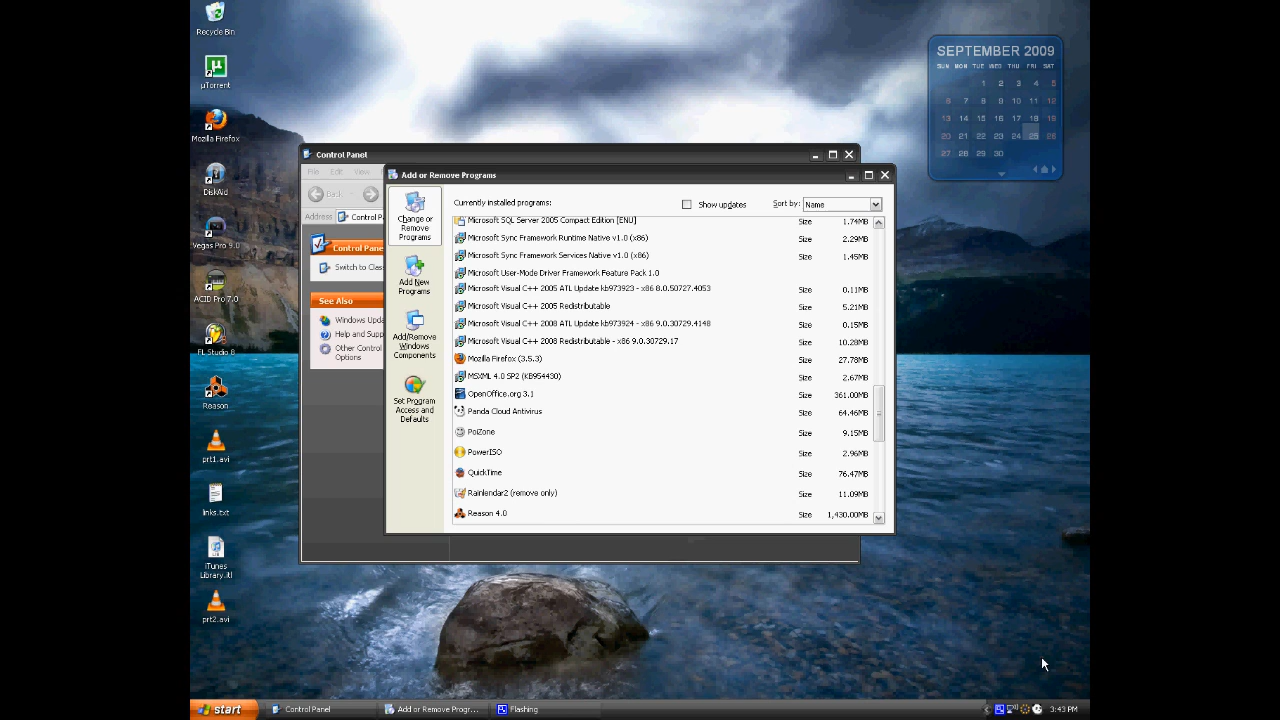 Recycle Bin
µTorrent
Mozilla Firefox
DiskAid
Vegas Pro 9.0
ACID Pro 7.0
FL Studio 8
Reason
prt1.avi
links.txt
iTunes
Library.itl
prt2.avi
SEPTEMBER 2009
SUN MON TUE WED THU FRI SAT
1 2 3 4 5
6 7 8 9 10 11 12
13 14 15 16 17 18 19
20 21 22 23 24 25 26
27 28 29 30
Control Panel
File Edit View
Back
Address Control P
Control Pane
Switch to Clas
See Also
Windows Upda
Help and Supp
Other Control
Options
Add or Remove Programs
Change or
Remove
Programs
Add New
Programs
Add/Remove
Windows
Components
Set Program
Access and
Defaults
Currently installed programs:
Show updates
Sort by: Name
Microsoft SQL Server 2005 Compact Edition [ENU] Size 1.74MB
Microsoft Sync Framework Runtime Native v1.0 (x86) Size 2.29MB
Microsoft Sync Framework Services Native v1.0 (x86) Size 1.45MB
Microsoft User-Mode Driver Framework Feature Pack 1.0
Microsoft Visual C++ 2005 ATL Update kb973923 - x86 8.0.50727.4053 Size 0.11MB
Microsoft Visual C++ 2005 Redistributable Size 5.21MB
Microsoft Visual C++ 2008 ATL Update kb973924 - x86 9.0.30729.4148 Size 0.15MB
Microsoft Visual C++ 2008 Redistributable - x86 9.0.30729.17 Size 10.28MB
Mozilla Firefox (3.5.3) Size 27.78MB
MSXML 4.0 SP2 (KB954430) Size 2.67MB
OpenOffice.org 3.1 Size 361.00MB
Panda Cloud Antivirus Size 64.46MB
PoiZone Size 9.15MB
PowerISO Size 2.96MB
QuickTime Size 76.47MB
Rainlendar2 (remove only) Size 11.09MB
Reason 4.0 Size 1,430.00MB
start
Control Panel
Add or Remove Progr...
Flashing
3:43 PM